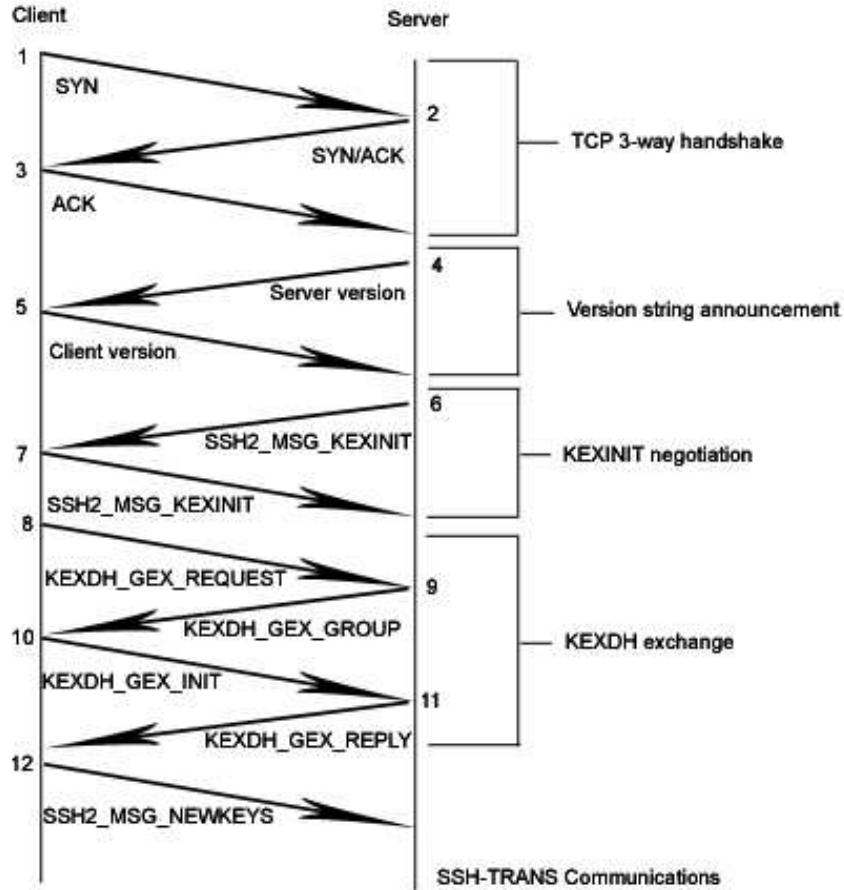 Client
Server
1
SYN
2
SYN/ACK
TCP 3-way handshake
3
ACK
4
Server version
5
Version string announcement
Client version
6
SSH2_MSG_KEXINIT
7
KEXINIT negotiation
SSH2_MSG_KEXINIT
8
KEXDH_GEX_REQUEST
9
KEXDH_GEX_GROUP
10
KEXDH exchange
KEXDH_GEX_INIT
11
KEXDH_GEX_REPLY
12
SSH2_MSG_NEWKEYS
SSH-TRANS Communications